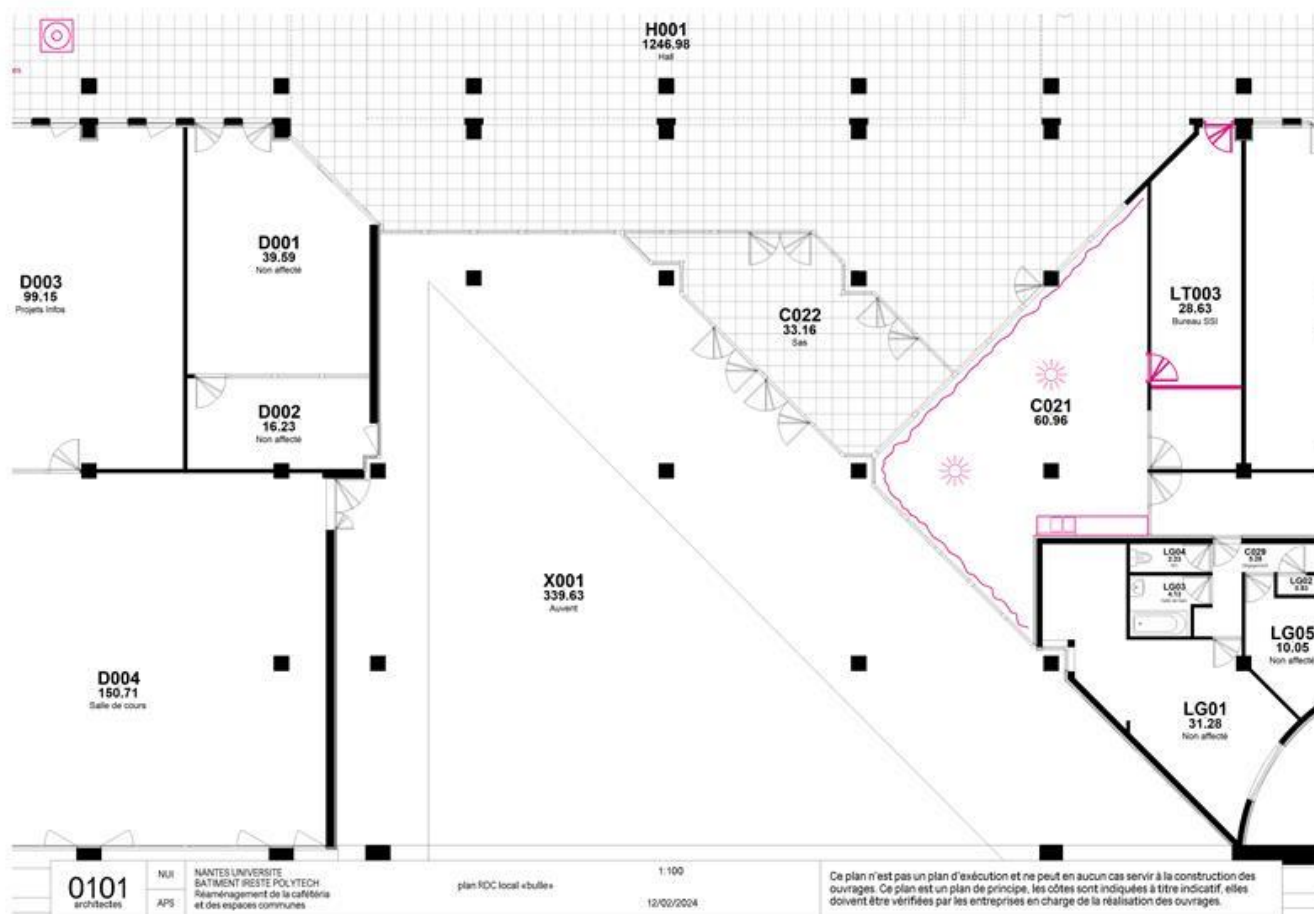 H001
1246.98
Hall
es
D001
39.59
Non affecté
D003
99.15
Projets Infos
C022
33.16
Sas
LT003
28.63
Bureau SSI
D002
16.23
Non affecté
C021
60.96
X001
339.63
Auvent
LG04
C029
LG03
LG02
LG05
10.05
Non affecté
D004
150.71
Salle de cours
LG01
31.28
Non affecté
0101
architectes
NUI
APS
NANTES UNIVERSITE
BATIMENT IRESTE POLYTECH
Réaménagement de la cafétéria
et des espaces communes
plan RDC local «bulle»
1:100
12/02/2024
Ce plan n'est pas un plan d'exécution et ne peut en aucun cas servir à la construction des
ouvrages. Ce plan est un plan de principe, les côtes sont indiquées à titre indicatif, elles
doivent être vérifiées par les entreprises en charge de la réalisation des ouvrages.